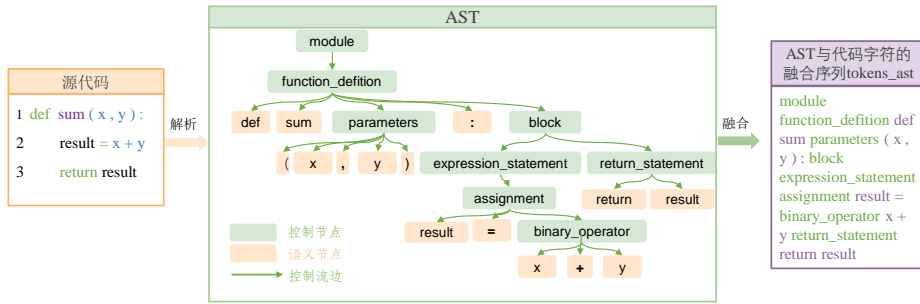 源代码
1 def sum ( x , y ) :
2 result = x + y
3 return result
解析
AST
module
function_defition
def sum parameters : block
( x , y ) expression_statement return_statement
assignment return result
result = binary_operator
x + y
控制节点
语义节点
控制流边
融合
AST与代码字符的
融合序列tokens_ast
module
function_defition def
sum parameters ( x ,
y ) : block
expression_statement
assignment result =
binary_operator x +
y return_statement
return result